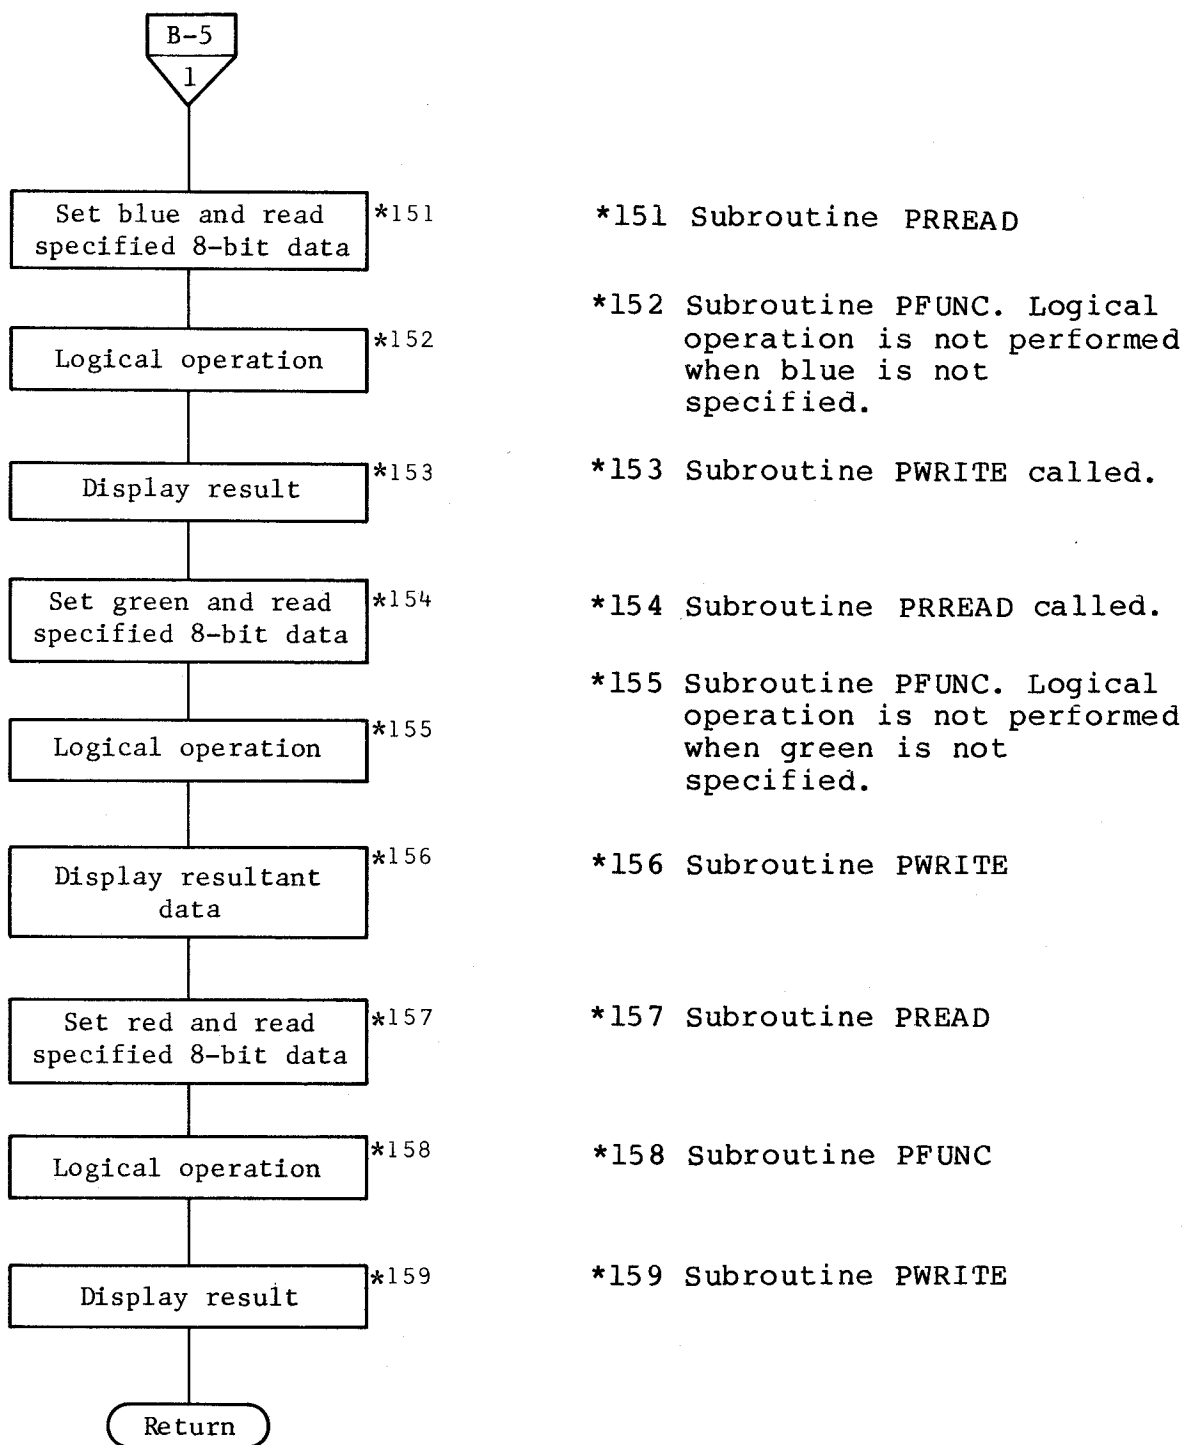 B-5
1
Set blue and read
specified 8-bit data
*151
*151 Subroutine PRREAD
Logical operation
*152
*152 Subroutine PFUNC. Logical
operation is not performed
when blue is not
specified.
Display result
*153
*153 Subroutine PWRITE called.
Set green and read
specified 8-bit data
*154
*154 Subroutine PRREAD called.
Logical operation
*155
*155 Subroutine PFUNC. Logical
operation is not performed
when green is not
specified.
Display resultant
data
*156
*156 Subroutine PWRITE
Set red and read
specified 8-bit data
*157
*157 Subroutine PREAD
Logical operation
*158
*158 Subroutine PFUNC
Display result
*159
*159 Subroutine PWRITE
Return